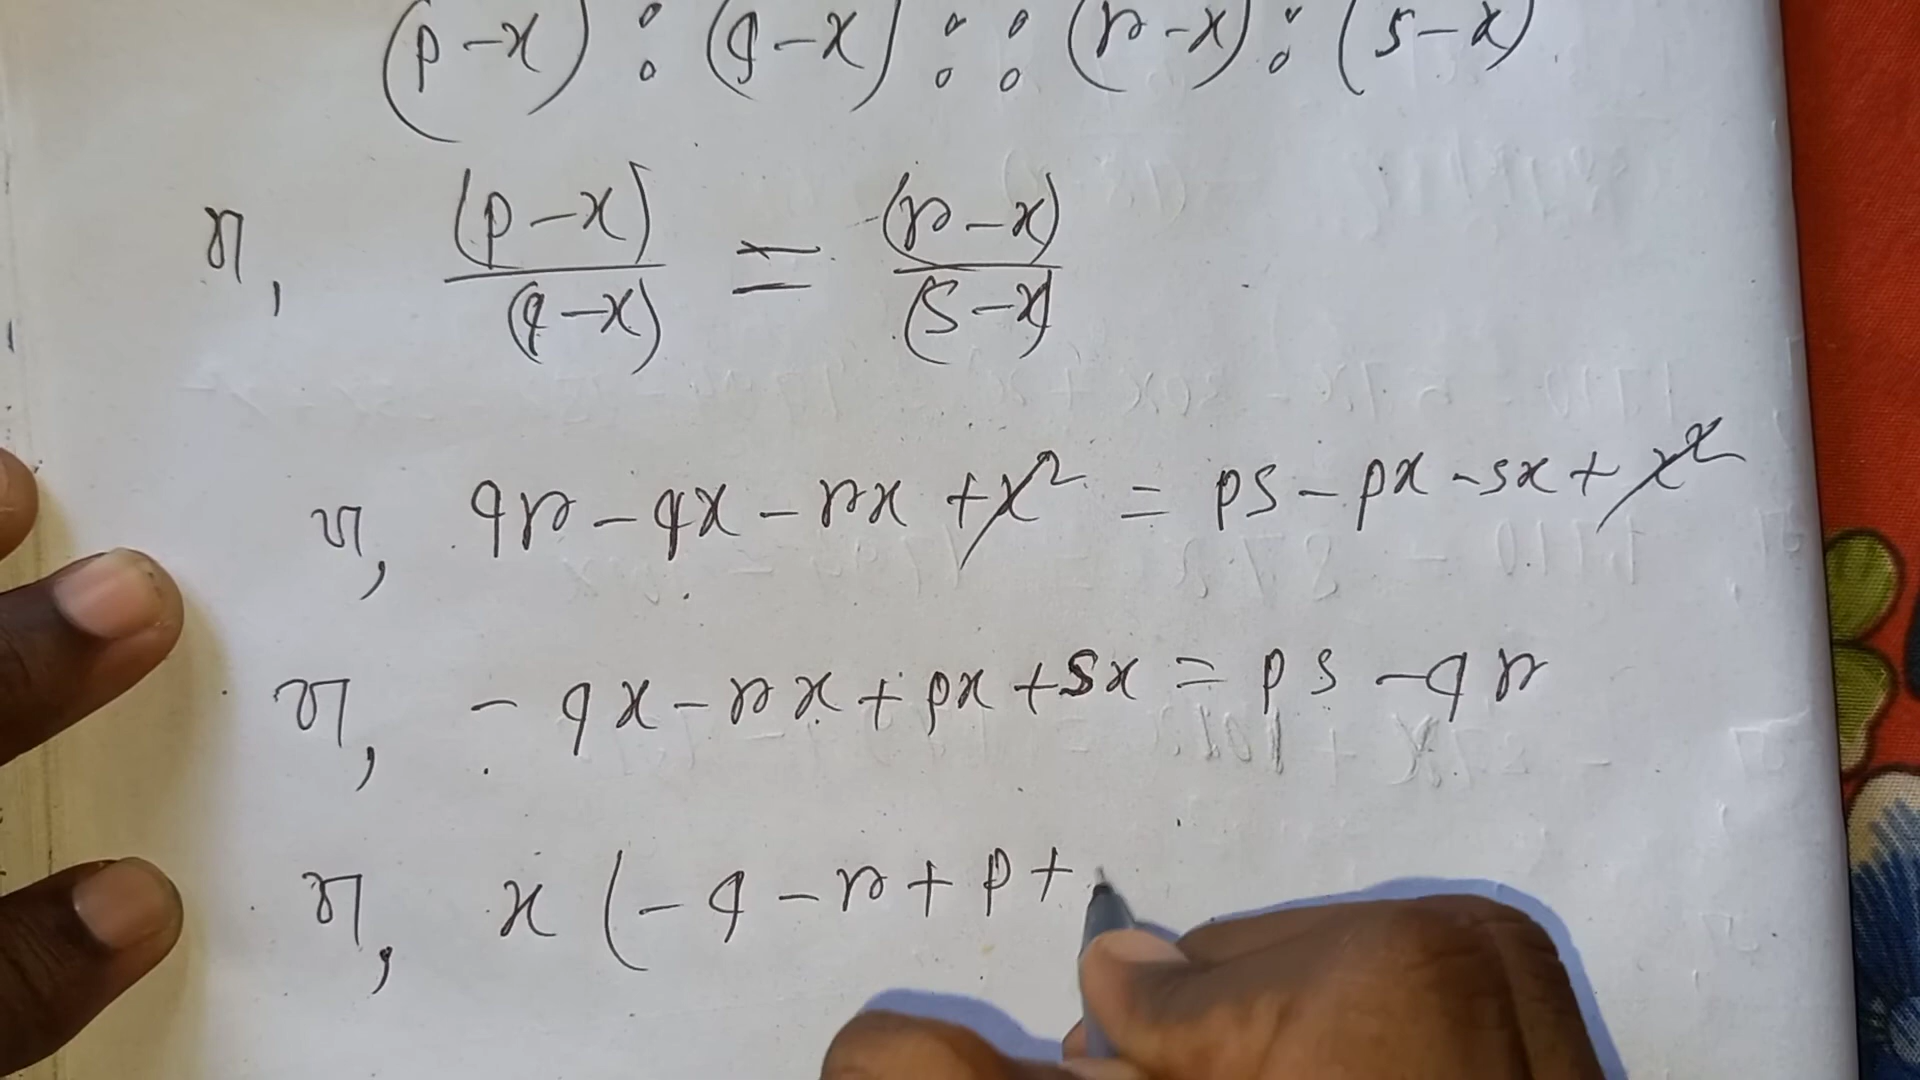 (p-x) : (q-x) :: (r-x) : (s-x)
বা, (p-x)/(q-x) = (r-x)/(s-x)
বা, qr - qx - rx + x² = ps - px - sx + x²
বা, - qx - rx + px + sx = ps - qr
বা, x (- q - r + p +